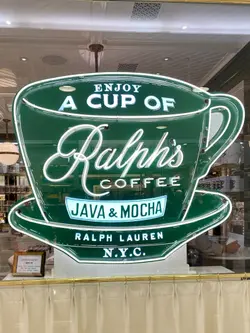 ENJOY
A CUP OF
Ralph's
COFFEE
JAVA & MOCHA
RALPH LAUREN
N.Y.C.